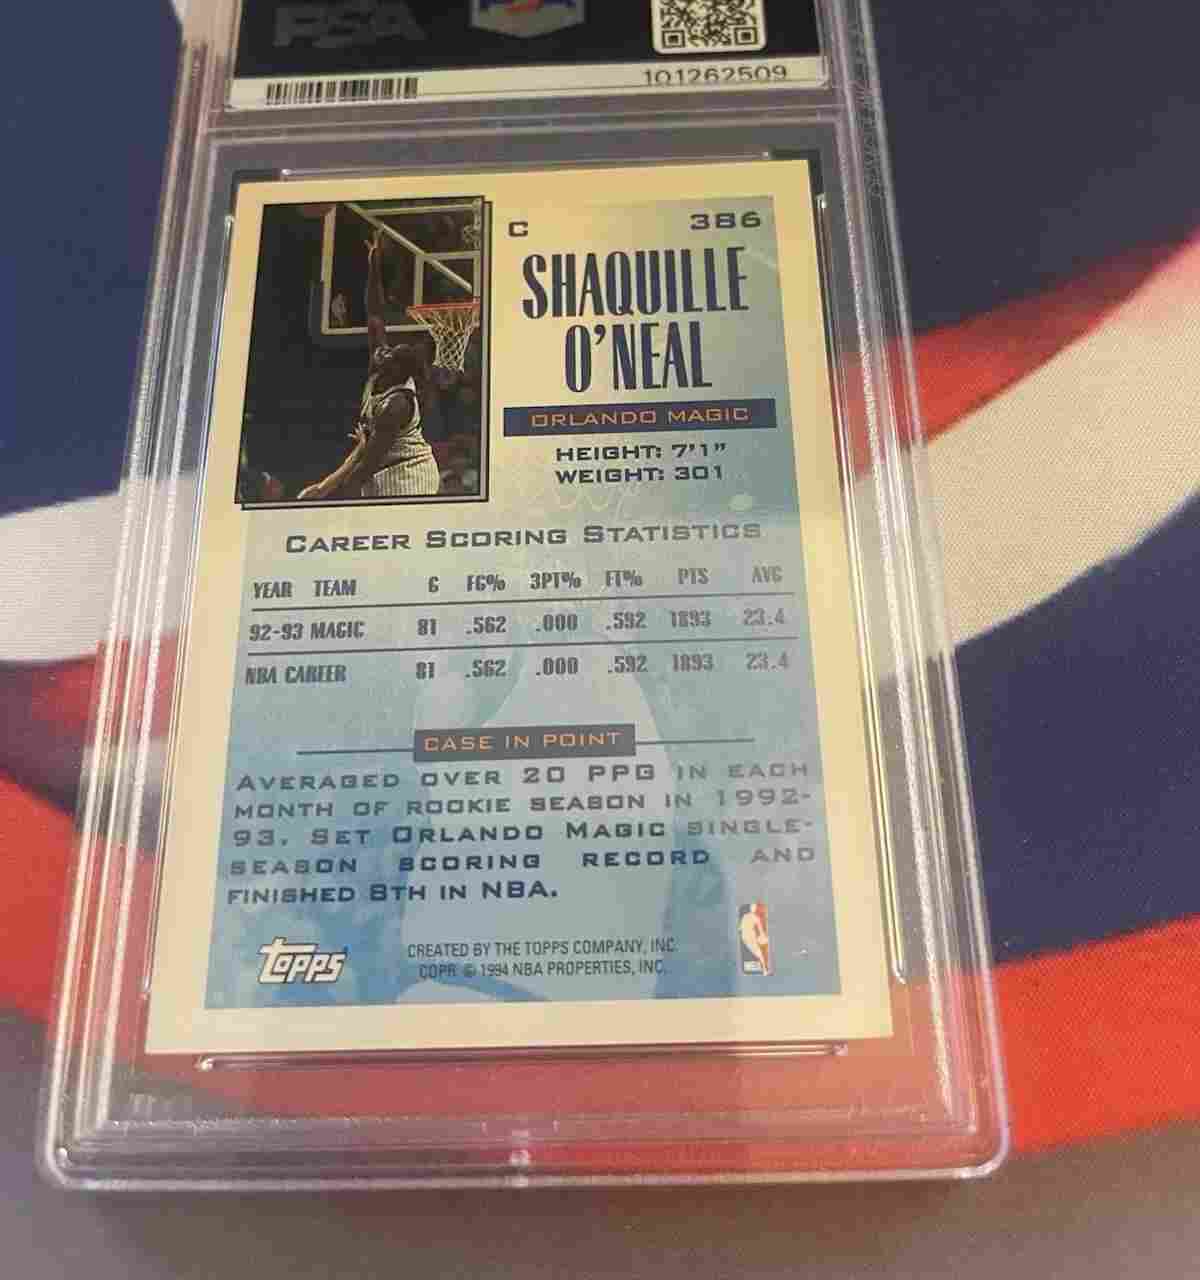 PSA
101262509
C 386
SHAQUILLE
O'NEAL
ORLANDO MAGIC
HEIGHT: 7'1"
WEIGHT: 301
CAREER SCORING STATISTICS
YEAR TEAM G FG% 3PT% FT% PTS AVG
92-93 MAGIC 81 .562 .000 .592 1893 23.4
NBA CAREER 81 .562 .000 .592 1893 23.4
CASE IN POINT
AVERAGED OVER 20 PPG IN EACH
MONTH OF ROOKIE SEASON IN 1992-
93. SET ORLANDO MAGIC SINGLE-
SEASON SCORING RECORD AND
FINISHED 8TH IN NBA.
TOPPS
CREATED BY THE TOPPS COMPANY, INC.
COPR. © 1994 NBA PROPERTIES, INC.